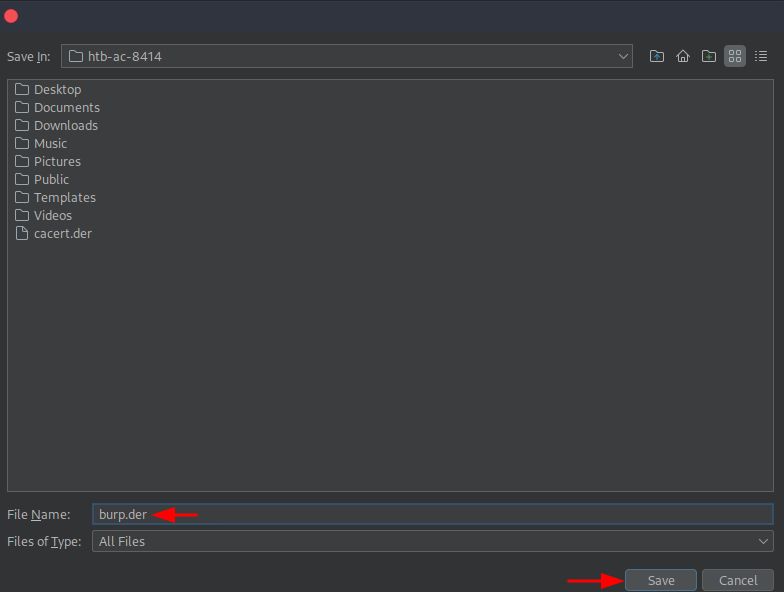 Save In: htb-ac-8414
Desktop
Documents
Downloads
Music
Pictures
Public
Templates
Videos
cacert.der
File Name: burp.der
Files of Type: All Files
Save Cancel